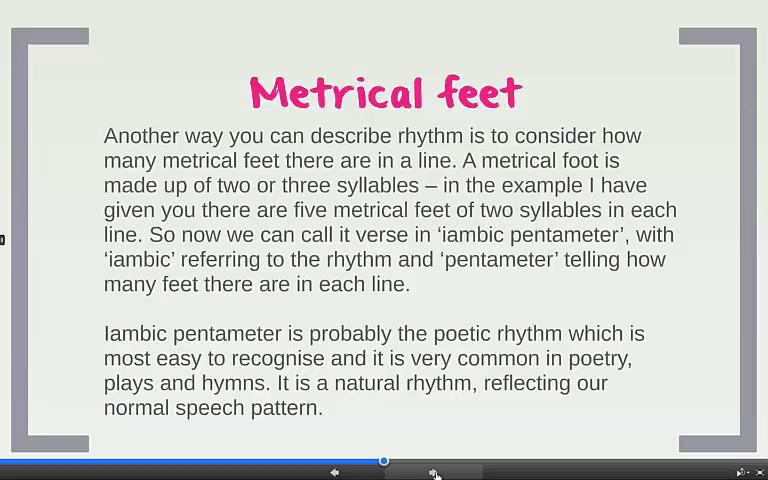 Metrical feet
Another way you can describe rhythm is to consider how
many metrical feet there are in a line. A metrical foot is
made up of two or three syllables – in the example I have
given you there are five metrical feet of two syllables in each
line. So now we can call it verse in ‘iambic pentameter’, with
‘iambic’ referring to the rhythm and ‘pentameter’ telling how
many feet there are in each line.
Iambic pentameter is probably the poetic rhythm which is
most easy to recognise and it is very common in poetry,
plays and hymns. It is a natural rhythm, reflecting our
normal speech pattern.